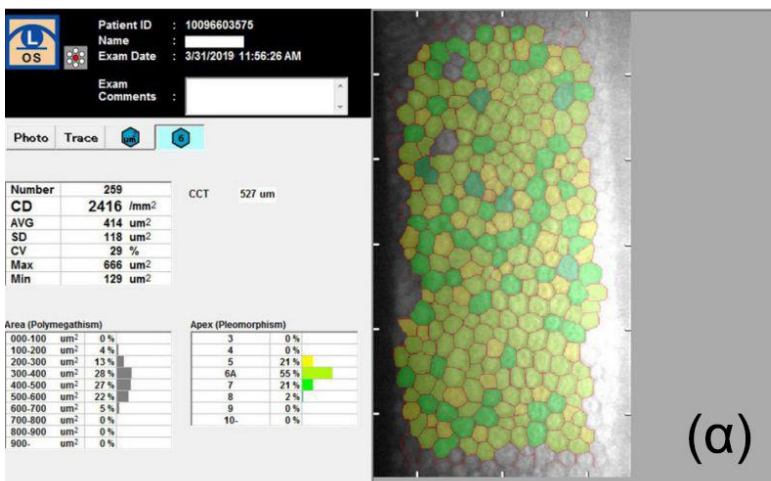 L
OS
Patient ID : 10096603575
Name :
Exam Date : 3/31/2019 11:56:26 AM
Exam
Comments :
Photo Trace um² 6
Number 259
CD 2416 /mm2
AVG 414 um2
SD 118 um2
CV 29 %
Max 666 um2
Min 129 um2
CCT 527 um
Area (Polymegathism)
000-100 um2 0 %
100-200 um2 4 %
200-300 um2 13 %
300-400 um2 28 %
400-500 um2 27 %
500-600 um2 22 %
600-700 um2 5 %
700-800 um2 0 %
800-900 um2 0 %
900- um2 0 %
Apex (Pleomorphism)
3 0 %
4 0 %
5 21 %
6A 55 %
7 21 %
8 2 %
9 0 %
10- 0 %
(α)